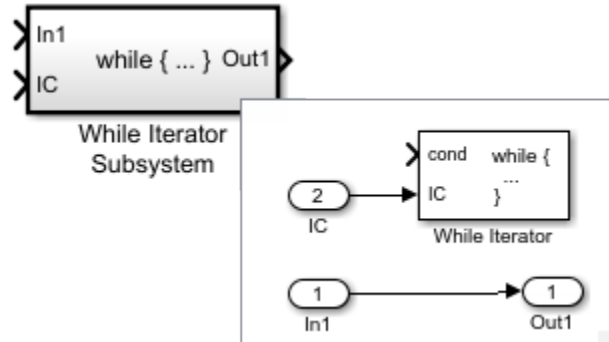 In1
while { ... } Out1
IC
While Iterator
Subsystem
cond while {
...
IC }
While Iterator
2
IC
1
In1
1
Out1